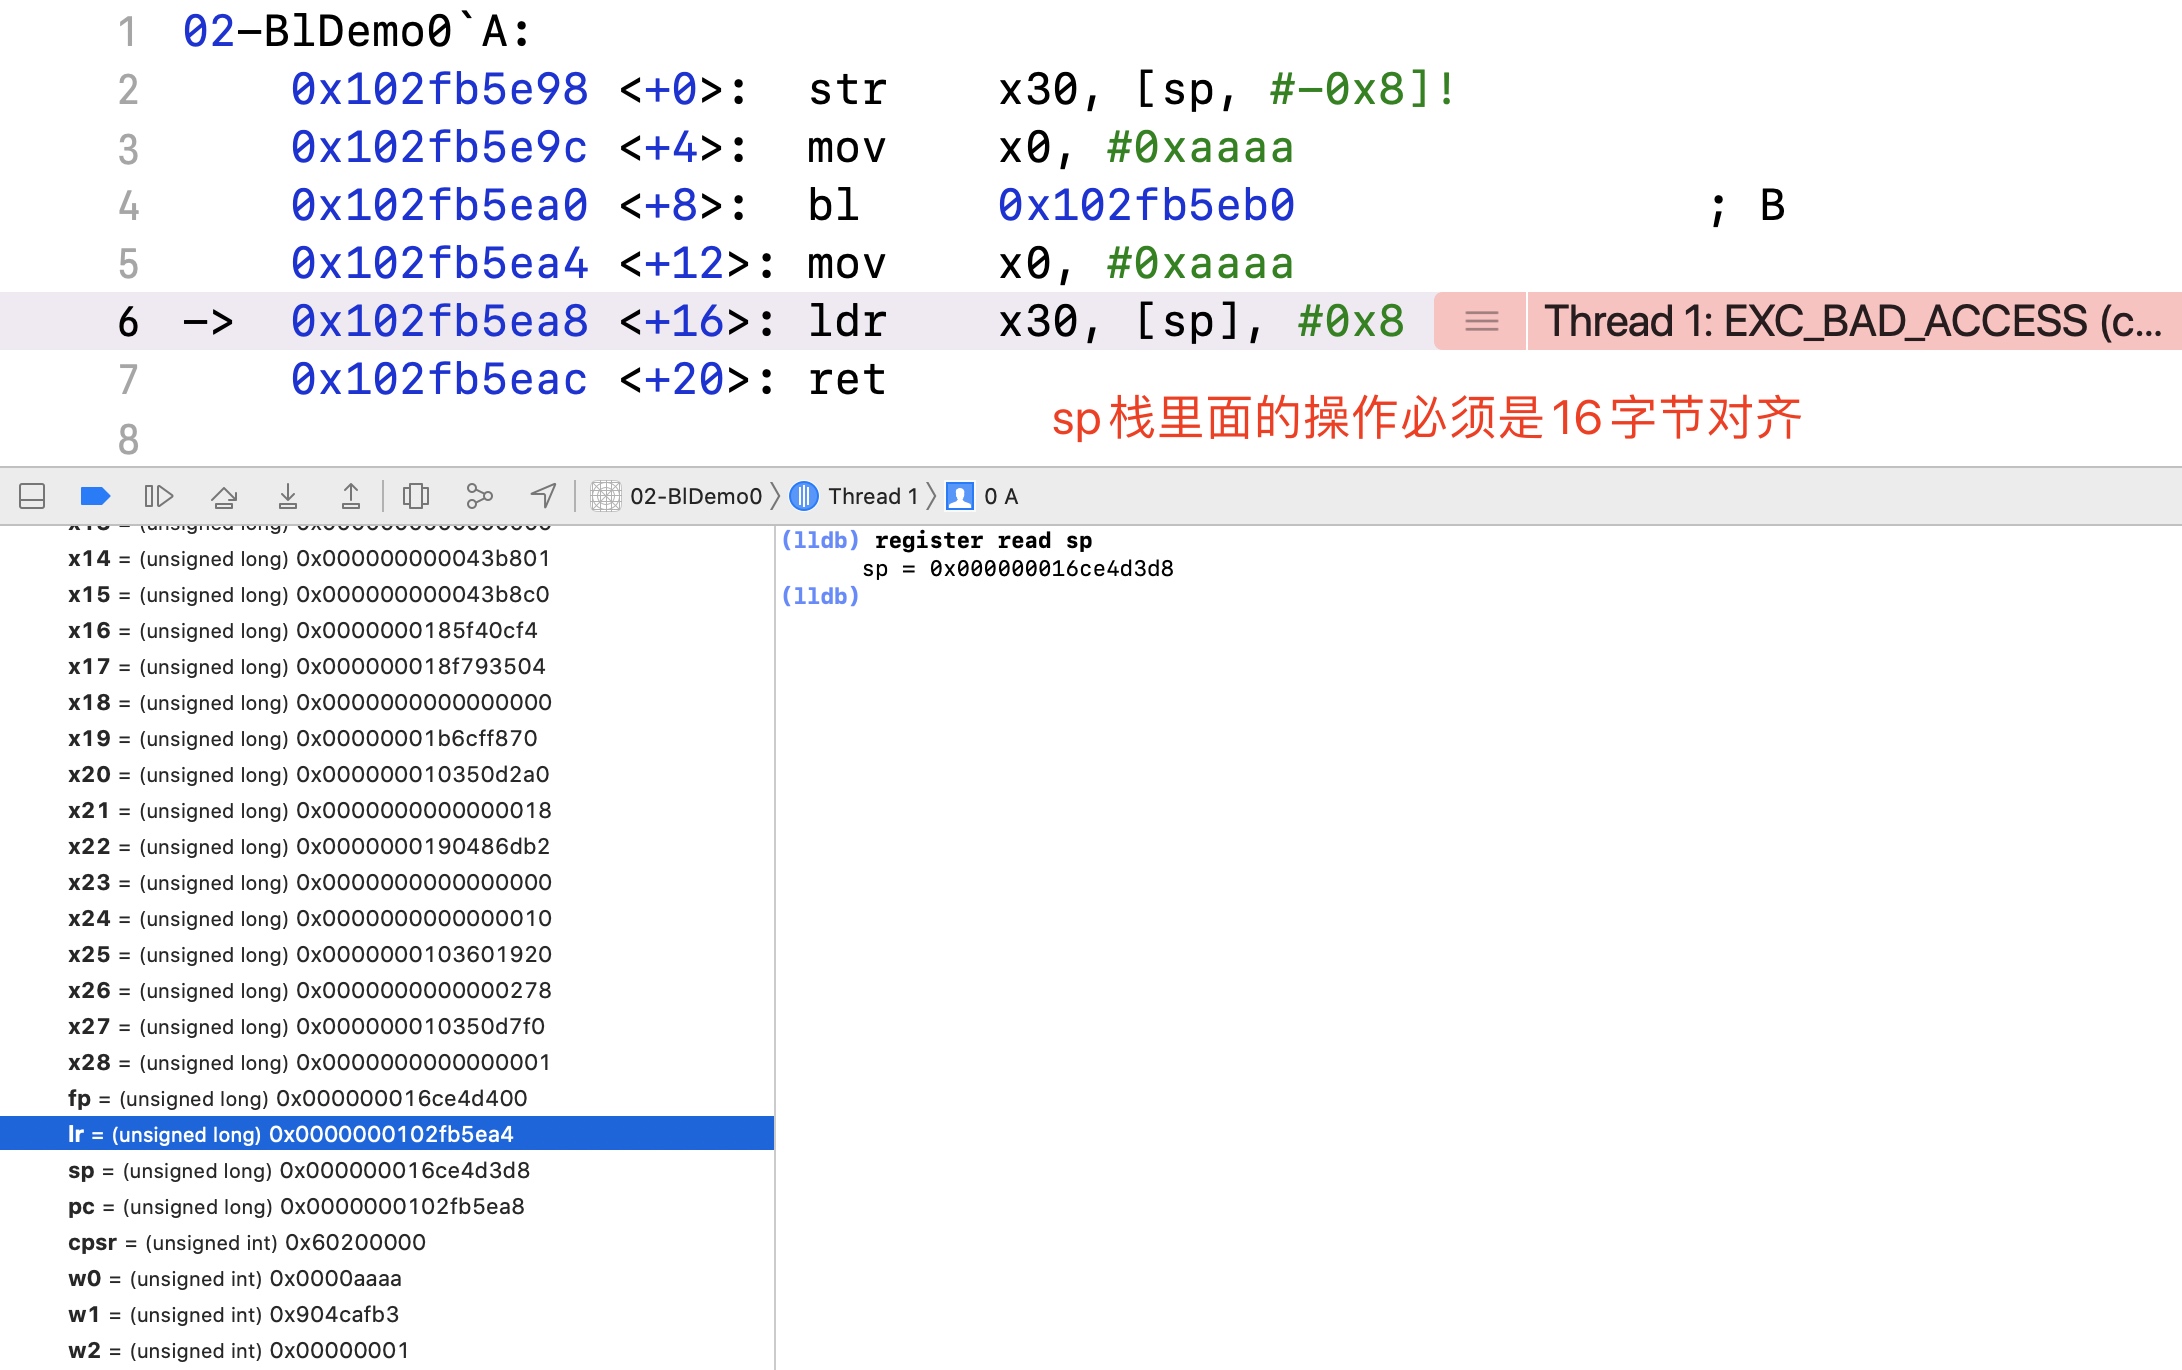 1 02-BlDemo0`A:
2 0x102fb5e98 <+0>: str x30, [sp, #-0x8]!
3 0x102fb5e9c <+4>: mov x0, #0xaaaa
4 0x102fb5ea0 <+8>: bl 0x102fb5eb0 ; B
5 0x102fb5ea4 <+12>: mov x0, #0xaaaa
6 -> 0x102fb5ea8 <+16>: ldr x30, [sp], #0x8 Thread 1: EXC_BAD_ACCESS (c...
7 0x102fb5eac <+20>: ret
sp栈里面的操作必须是16字节对齐
8
02-BlDemo0 〉 Thread 1 〉 0 A
x14 = (unsigned long) 0x000000000043b801
x15 = (unsigned long) 0x000000000043b8c0
x16 = (unsigned long) 0x0000000185f40cf4
x17 = (unsigned long) 0x000000018f793504
x18 = (unsigned long) 0x0000000000000000
x19 = (unsigned long) 0x00000001b6cff870
x20 = (unsigned long) 0x000000010350d2a0
x21 = (unsigned long) 0x0000000000000018
x22 = (unsigned long) 0x0000000190486db2
x23 = (unsigned long) 0x0000000000000000
x24 = (unsigned long) 0x0000000000000010
x25 = (unsigned long) 0x0000000103601920
x26 = (unsigned long) 0x0000000000000278
x27 = (unsigned long) 0x000000010350d7f0
x28 = (unsigned long) 0x0000000000000001
fp = (unsigned long) 0x000000016ce4d400
lr = (unsigned long) 0x0000000102fb5ea4
sp = (unsigned long) 0x000000016ce4d3d8
pc = (unsigned long) 0x0000000102fb5ea8
cpsr = (unsigned int) 0x60200000
w0 = (unsigned int) 0x0000aaaa
w1 = (unsigned int) 0x904cafb3
w2 = (unsigned int) 0x00000001
(lldb) register read sp
sp = 0x000000016ce4d3d8
(lldb)